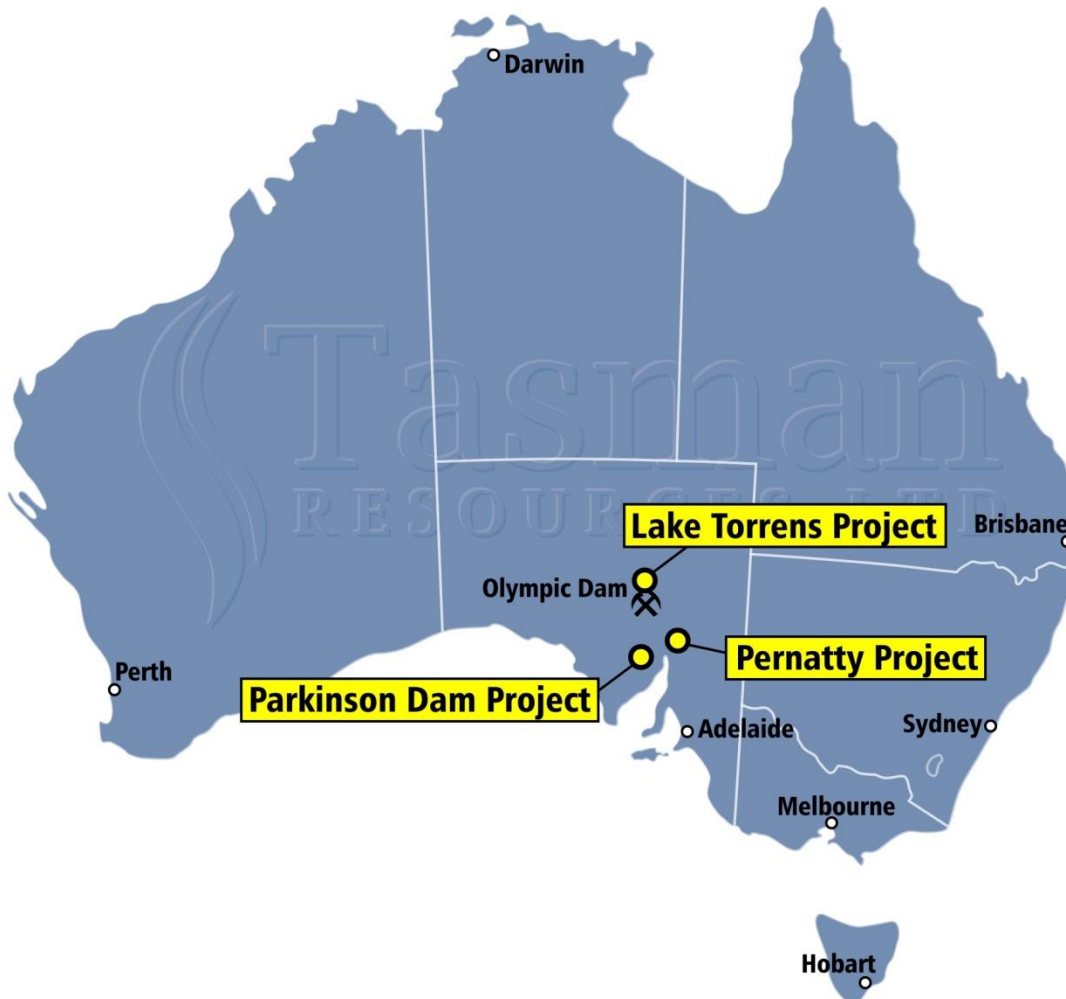 Darwin
Tasman
RESOURCES LTD
Lake Torrens Project
Brisbane
Olympic Dam
Perth
Pernatty Project
Parkinson Dam Project
Adelaide
Sydney
Melbourne
Hobart